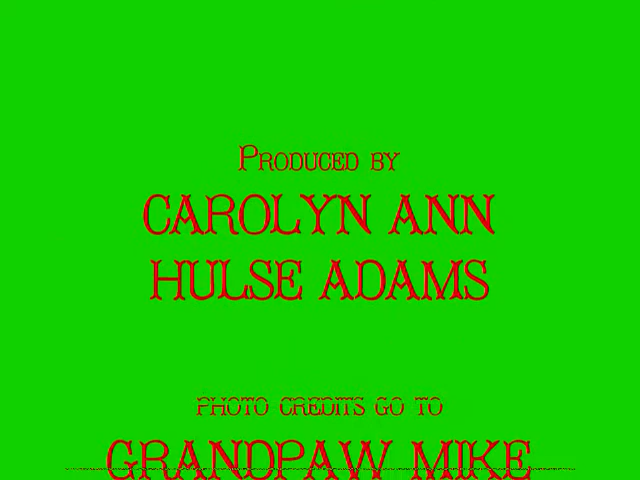 Produced by
CAROLYN ANN
HULSE ADAMS
PHOTO CREDITS GO TO
GRANDPAW MIKE